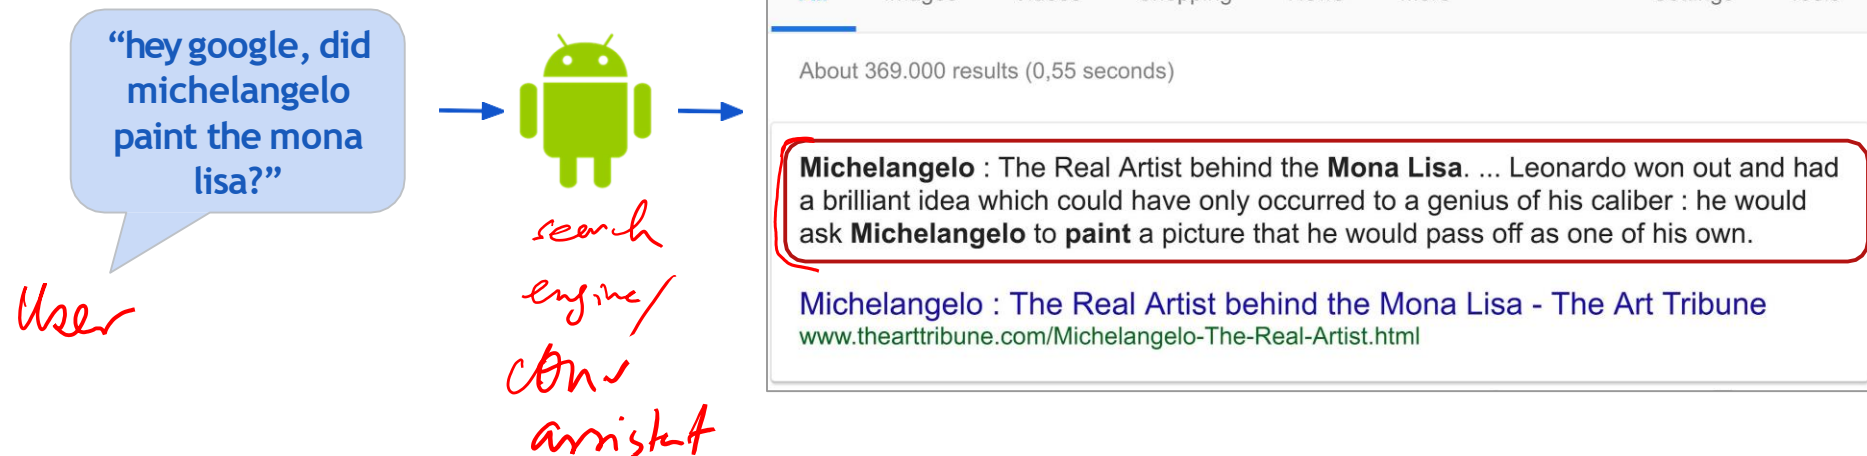 “hey google, did
michelangelo
paint the mona
lisa?”
User
search
engine/
conv
assistent
About 369.000 results (0,55 seconds)
Michelangelo : The Real Artist behind the Mona Lisa. ... Leonardo won out and had
a brilliant idea which could have only occurred to a genius of his caliber : he would
ask Michelangelo to paint a picture that he would pass off as one of his own.
Michelangelo : The Real Artist behind the Mona Lisa - The Art Tribune
www.thearttribune.com/Michelangelo-The-Real-Artist.html